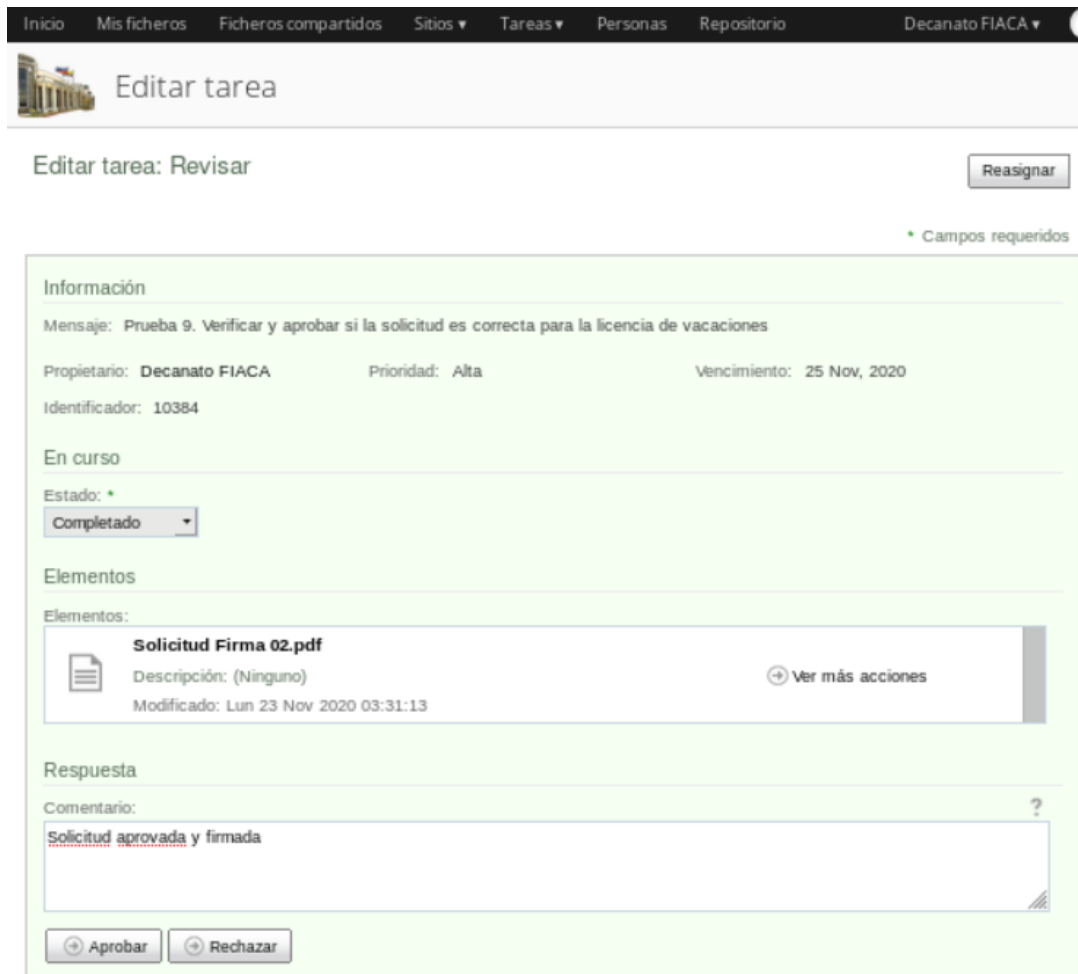 Inicio Mis ficheros Ficheros compartidos Sitios ▾ Tareas ▾ Personas Repositorio Decanato FIACA ▾
Editar tarea
Editar tarea: Revisar
Reasignar
* Campos requeridos
Información
Mensaje: Prueba 9. Verificar y aprobar si la solicitud es correcta para la licencia de vacaciones
Propietario: Decanato FIACA Prioridad: Alta Vencimiento: 25 Nov, 2020
Identificador: 10384
En curso
Estado: *
Completado
Elementos
Elementos:
Solicitud Firma 02.pdf
Descripción: (Ninguno) Ver más acciones
Modificado: Lun 23 Nov 2020 03:31:13
Respuesta
Comentario: ?
Solicitud aprovada y firmada
Aprobar Rechazar